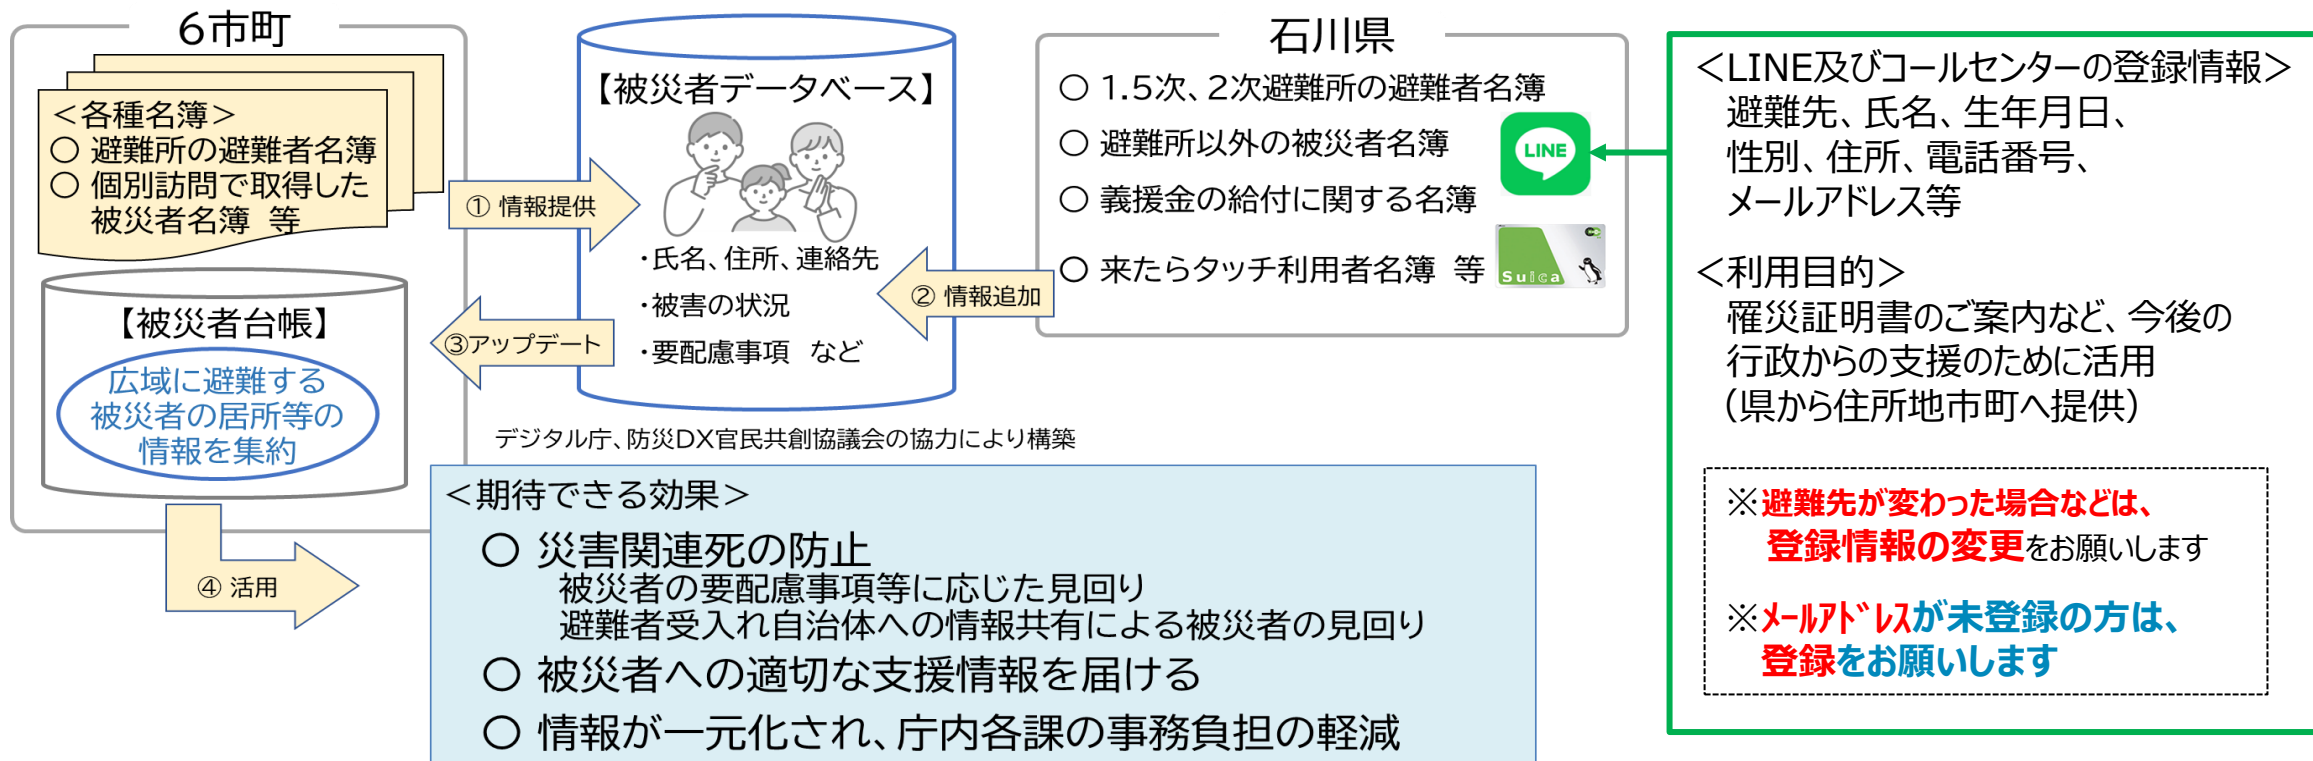 6市町
<各種名簿>
○ 避難所の避難者名簿
○ 個別訪問で取得した
被災者名簿 等
【被災者台帳】
広域に避難する
被災者の居所等の
情報を集約
① 情報提供
③アップデート
④ 活用
【被災者データベース】
・氏名、住所、連絡先
・被害の状況
・要配慮事項 など
② 情報追加
石川県
○ 1.5次、2次避難所の避難者名簿
○ 避難所以外の被災者名簿
○ 義援金の給付に関する名簿
○ 来たらタッチ利用者名簿 等
LINE
Suica
デジタル庁、防災DX官民共創協議会の協力により構築
<期待できる効果>
○ 災害関連死の防止
被災者の要配慮事項等に応じた見回り
避難者受入れ自治体への情報共有による被災者の見回り
○ 被災者への適切な支援情報を届ける
○ 情報が一元化され、庁内各課の事務負担の軽減
<LINE及びコールセンターの登録情報>
避難先、氏名、生年月日、
性別、住所、電話番号、
メールアドレス等
<利用目的>
罹災証明書のご案内など、今後の
行政からの支援のために活用
(県から住所地市町へ提供)
※避難先が変わった場合などは、
登録情報の変更をお願いします
※メールアドレスが未登録の方は、
登録をお願いします